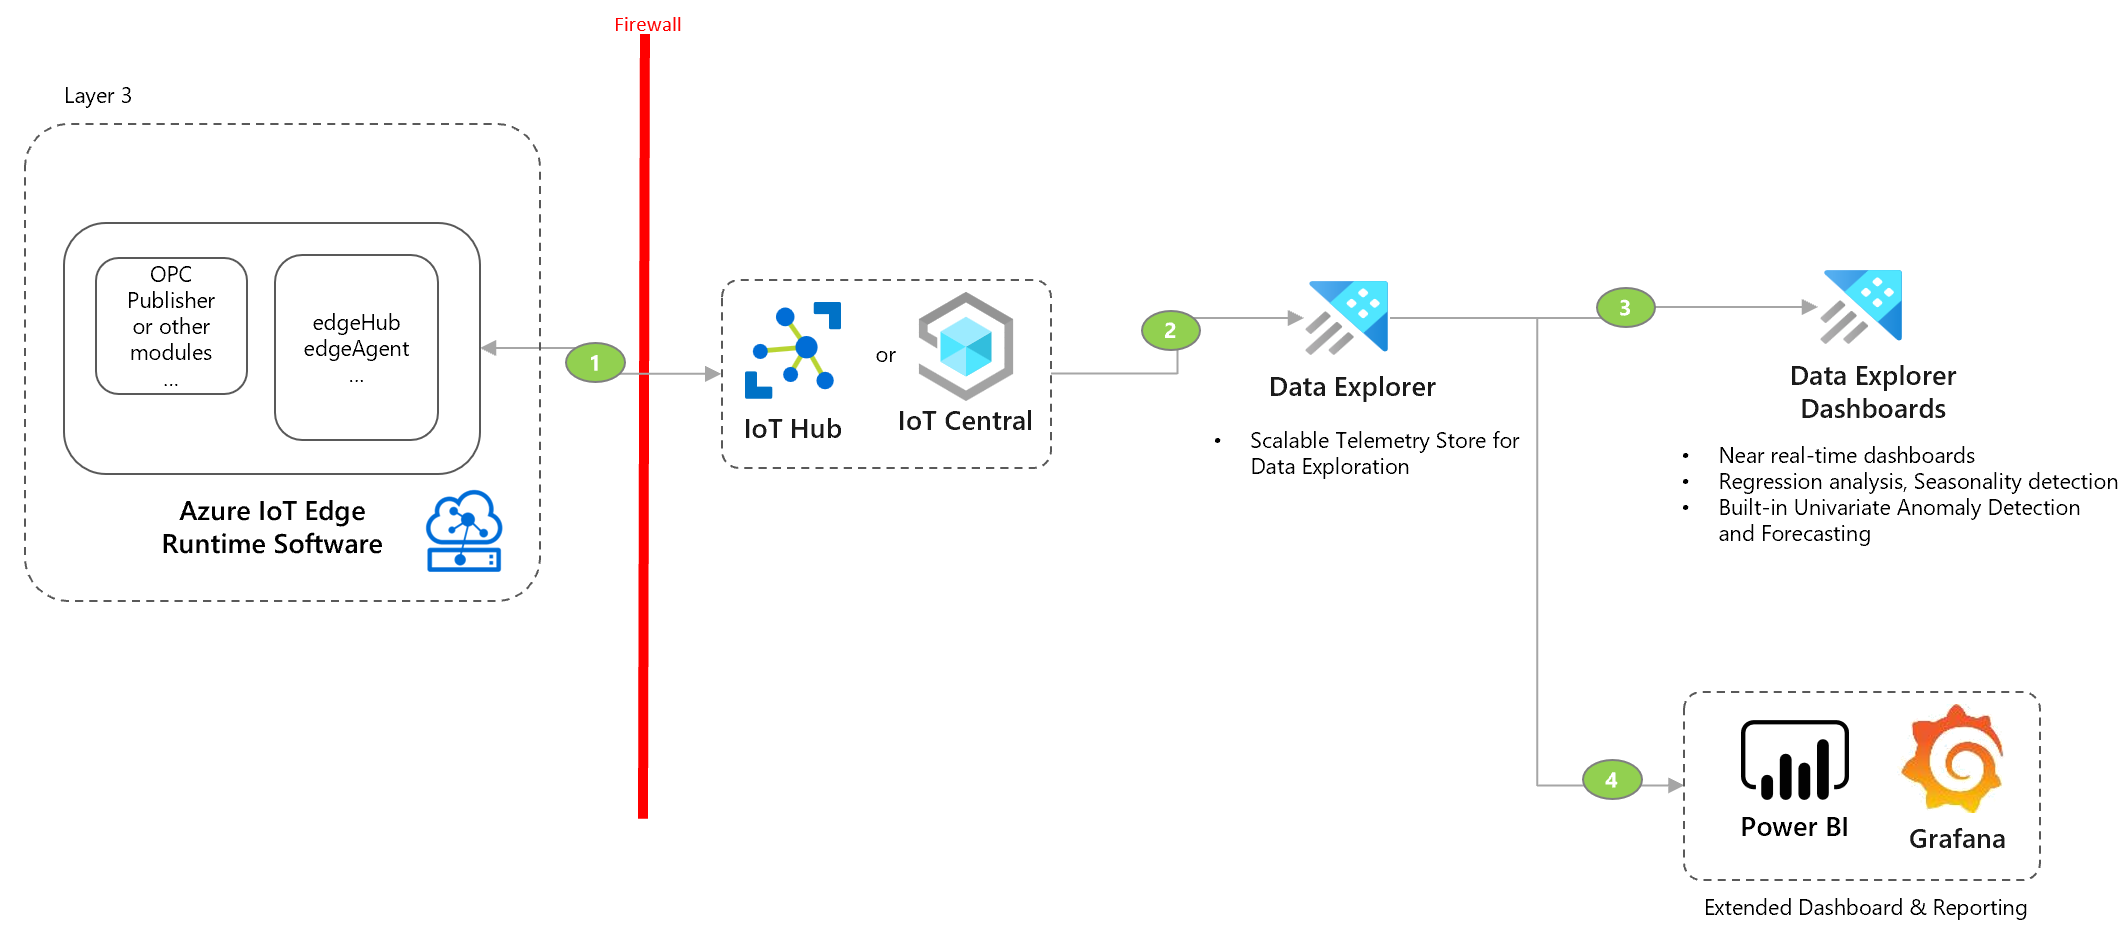 Firewall
Layer 3
OPC
Publisher
or other
modules
...
edgeHub
edgeAgent
...
Azure IoT Edge
Runtime Software
1
IoT Hub
or
IoT Central
2
Data Explorer
• Scalable Telemetry Store for
Data Exploration
3
Data Explorer
Dashboards
• Near real-time dashboards
• Regression analysis, Seasonality detection
• Built-in Univariate Anomaly Detection
and Forecasting
4
Power BI
Grafana
Extended Dashboard & Reporting